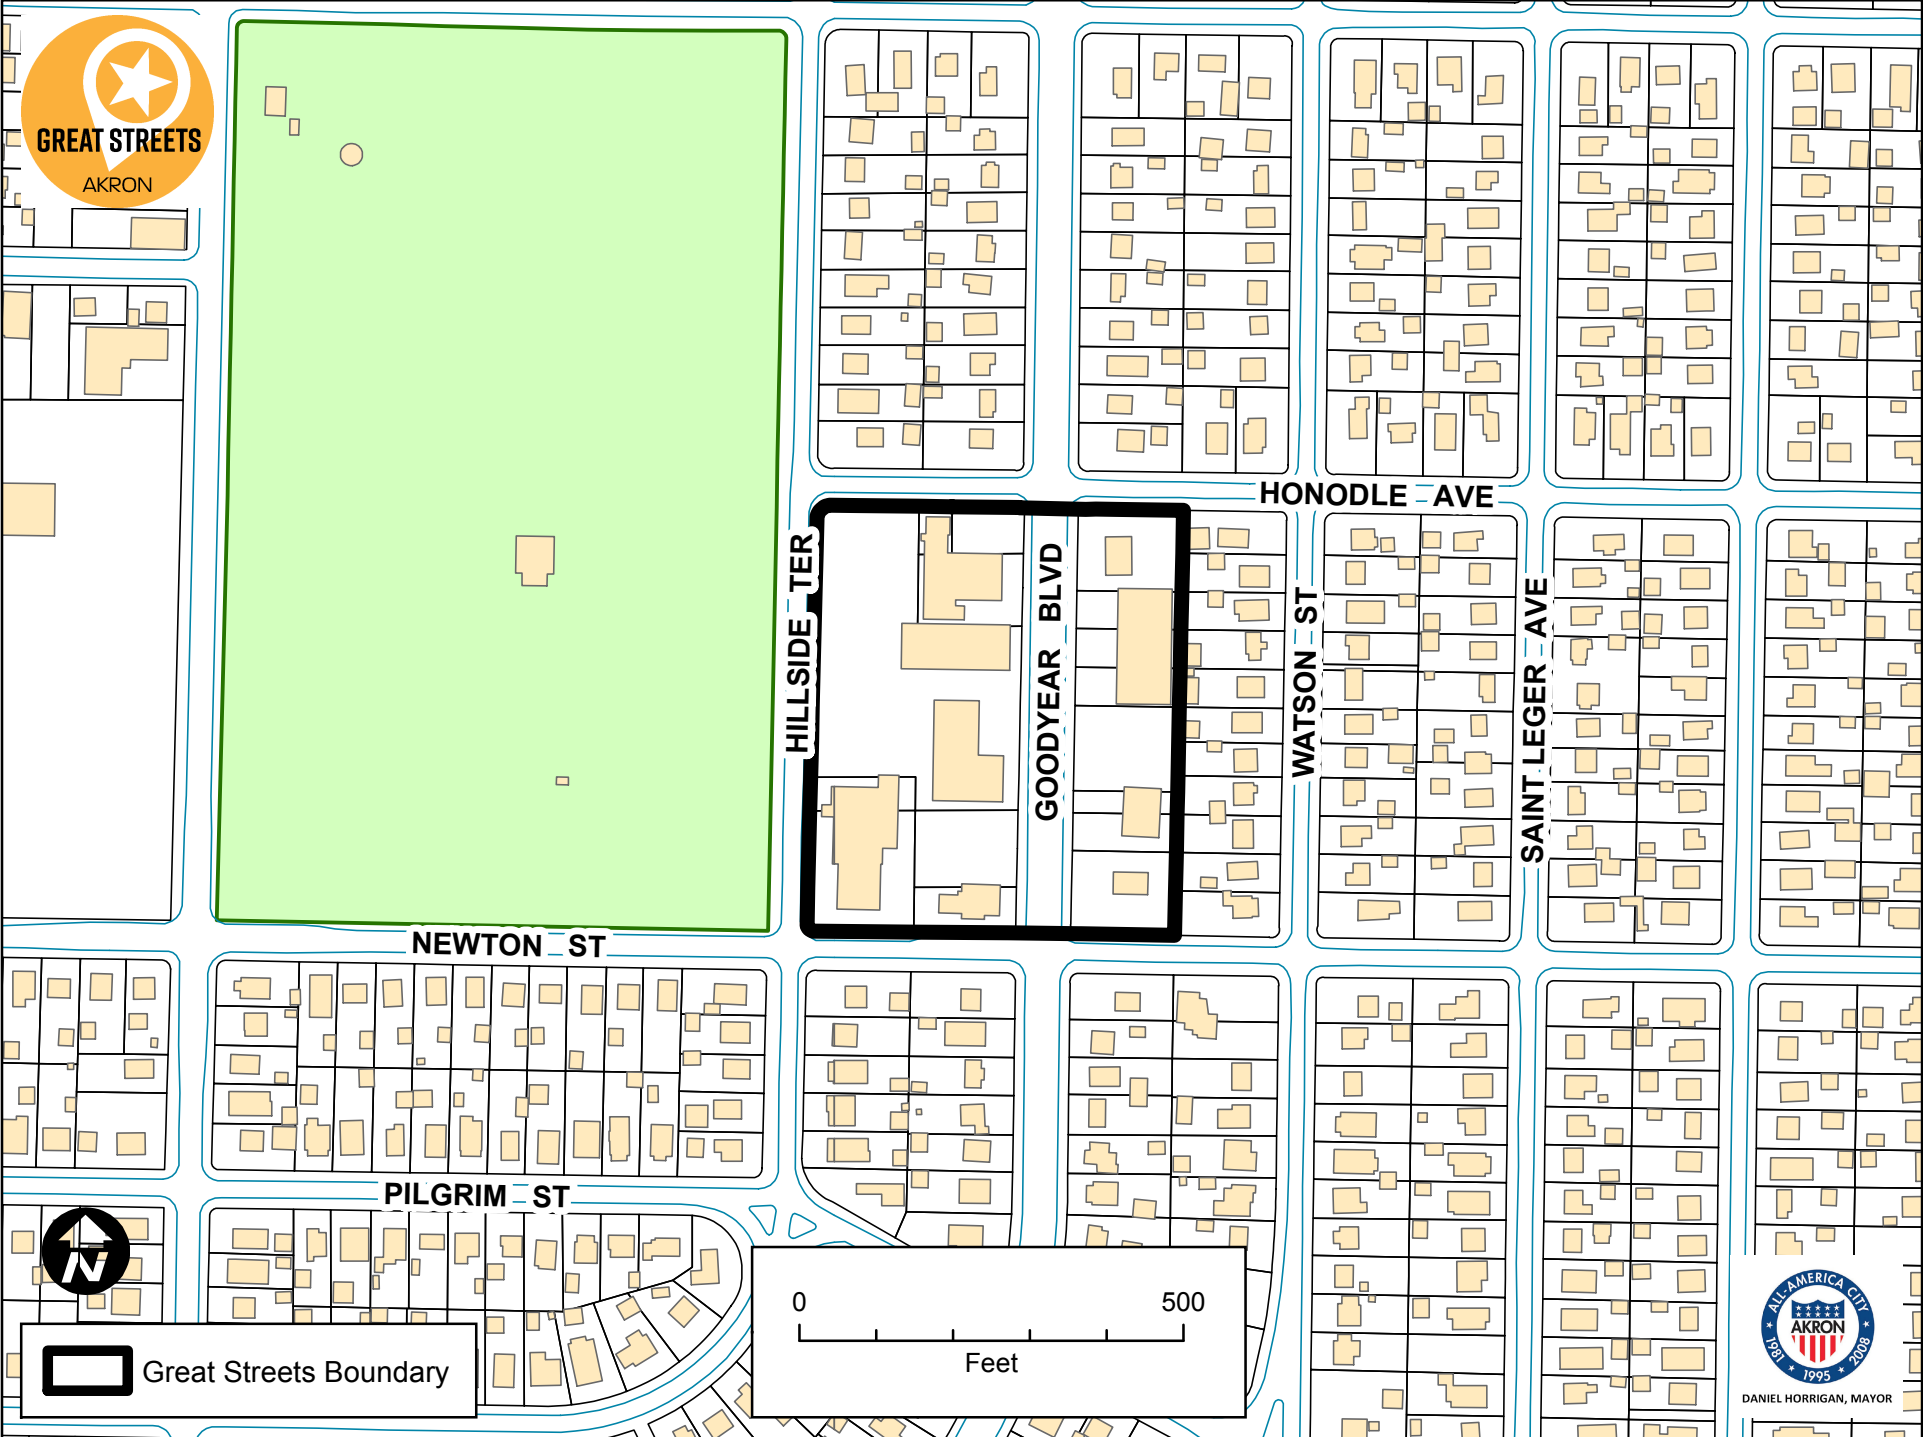 GREAT STREETS
AKRON
HONODLE AVE
HILLSIDE TER
GOODYEAR BLVD
WATSON ST
SAINT LEGER AVE
NEWTON ST
PILGRIM ST
N
0 500
Feet
Great Streets Boundary
ALL-AMERICA CITY
AKRON
1981 * 1995 * 2008
DANIEL HORRIGAN, MAYOR